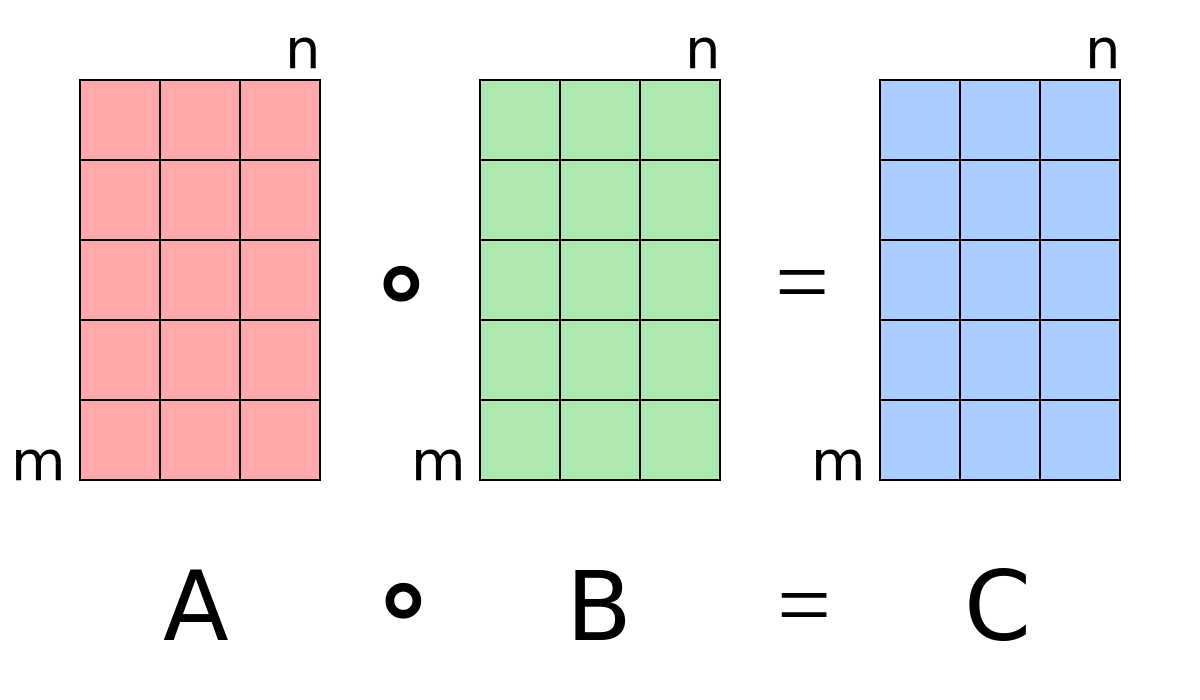 n n n
∘ =
m m m
A ∘ B = C